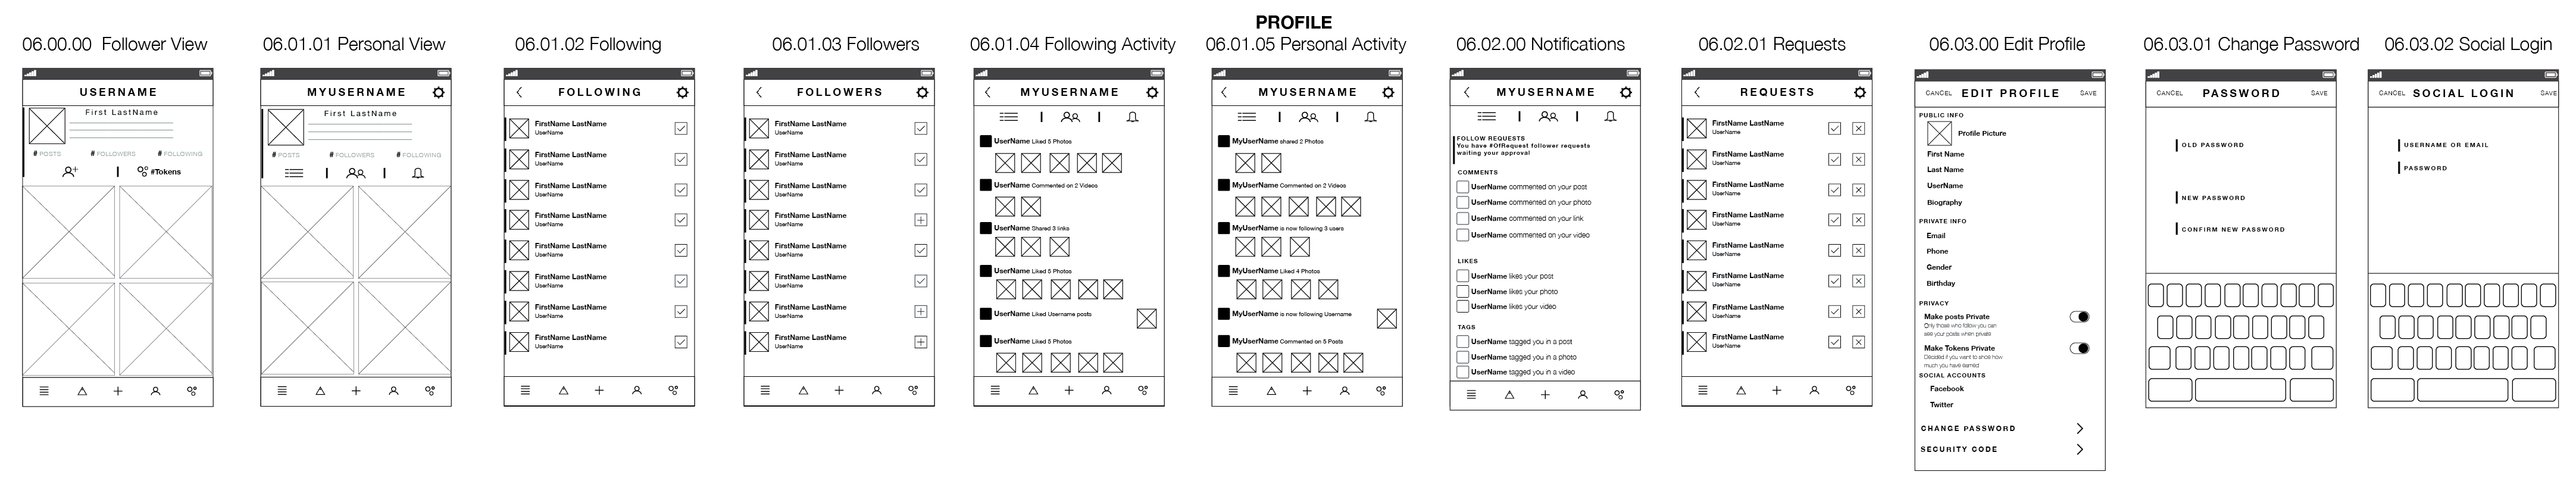 PROFILE
06.00.00 Follower View
USERNAME
First LastName
# POSTS # FOLLOWERS # FOLLOWING
#Tokens
06.01.01 Personal View
MYUSERNAME
First LastName
# POSTS # FOLLOWERS # FOLLOWING
06.01.02 Following
FOLLOWING
FirstName LastName
UserName
FirstName LastName
UserName
FirstName LastName
UserName
FirstName LastName
UserName
FirstName LastName
UserName
FirstName LastName
UserName
FirstName LastName
UserName
FirstName LastName
UserName
06.01.03 Followers
FOLLOWERS
FirstName LastName
UserName
FirstName LastName
UserName
FirstName LastName
UserName
FirstName LastName
UserName
FirstName LastName
UserName
FirstName LastName
UserName
FirstName LastName
UserName
FirstName LastName
UserName
06.01.04 Following Activity
MYUSERNAME
UserName Liked 5 Photos
UserName Commented on 2 Videos
UserName Shared 3 links
UserName Liked 5 Photos
UserName Liked Username posts
UserName Liked 5 Photos
06.01.05 Personal Activity
MYUSERNAME
MyUserName shared 2 Photos
MyUserName Commented on 2 Videos
MyUserName is now following 3 users
MyUserName Liked 4 Photos
MyUserName is now following Username
MyUserName Commented on 5 Posts
06.02.00 Notifications
MYUSERNAME
FOLLOW REQUESTS
You have #OfRequest follower requests
waiting your approval
COMMENTS
UserName commented on your post
UserName commented on your photo
UserName commented on your link
UserName commented on your video
LIKES
UserName likes your post
UserName likes your photo
UserName likes your video
TAGS
UserName tagged you in a post
UserName tagged you in a photo
UserName tagged you in a video
06.02.01 Requests
REQUESTS
FirstName LastName
UserName
FirstName LastName
UserName
FirstName LastName
UserName
FirstName LastName
UserName
FirstName LastName
UserName
FirstName LastName
UserName
FirstName LastName
UserName
FirstName LastName
UserName
06.03.00 Edit Profile
CANCEL EDIT PROFILE SAVE
PUBLIC INFO
Profile Picture
First Name
Last Name
UserName
Biography
PRIVATE INFO
Email
Phone
Gender
Birthday
PRIVACY
Make posts Private
Only those who follow you can
see your posts when private
Make Tokens Private
Decided if you want to show how
much you have earned
SOCIAL ACCOUNTS
Facebook
Twitter
CHANGE PASSWORD
SECURITY CODE
06.03.01 Change Password
CANCEL PASSWORD SAVE
OLD PASSWORD
NEW PASSWORD
CONFIRM NEW PASSWORD
06.03.02 Social Login
CANCEL SOCIAL LOGIN SAVE
USERNAME OR EMAIL
PASSWORD